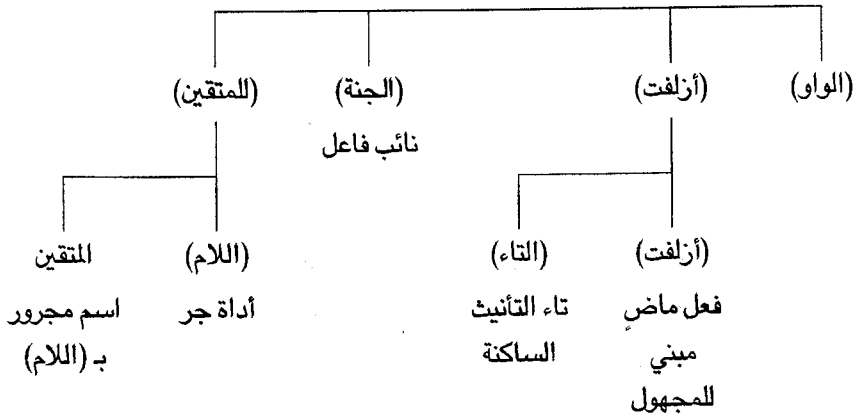 (الواو) (أزلفت) (الجنة) (للمتقين)
نائب فاعل
(أزلفت) (التاء) (اللام) المتقين
فعل ماضٍ تاء التأنيث أداة جر اسم مجرور
مبني الساكنة بـ (اللام)
للمجهول